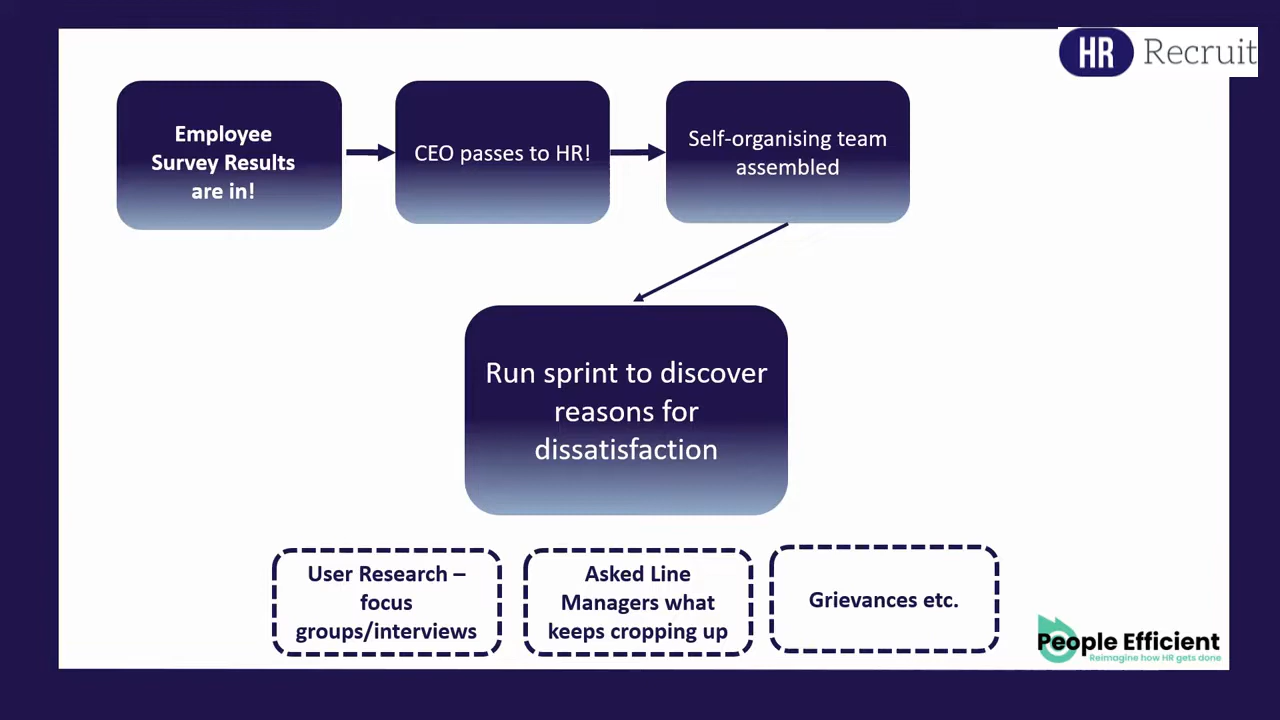 HR Recruit
Employee
Survey Results
are in!
CEO passes to HR!
Self-organising team
assembled
Run sprint to discover
reasons for
dissatisfaction
User Research –
focus
groups/interviews
Asked Line
Managers what
keeps cropping up
Grievances etc.
People Efficient
Reimagine how HR gets done